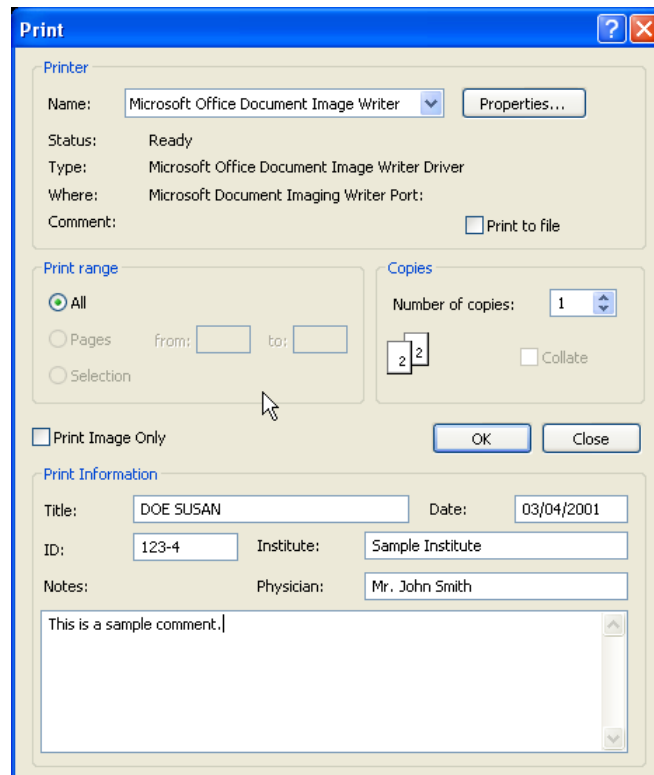 Print
Printer
Name: Microsoft Office Document Image Writer Properties...
Status: Ready
Type: Microsoft Office Document Image Writer Driver
Where: Microsoft Document Imaging Writer Port:
Comment: Print to file
Print range
All
Pages from: to:
Selection
Copies
Number of copies: 1
2 2
Collate
Print Image Only OK Close
Print Information
Title: DOE SUSAN Date: 03/04/2001
ID: 123-4 Institute: Sample Institute
Notes: Physician: Mr. John Smith
This is a sample comment.